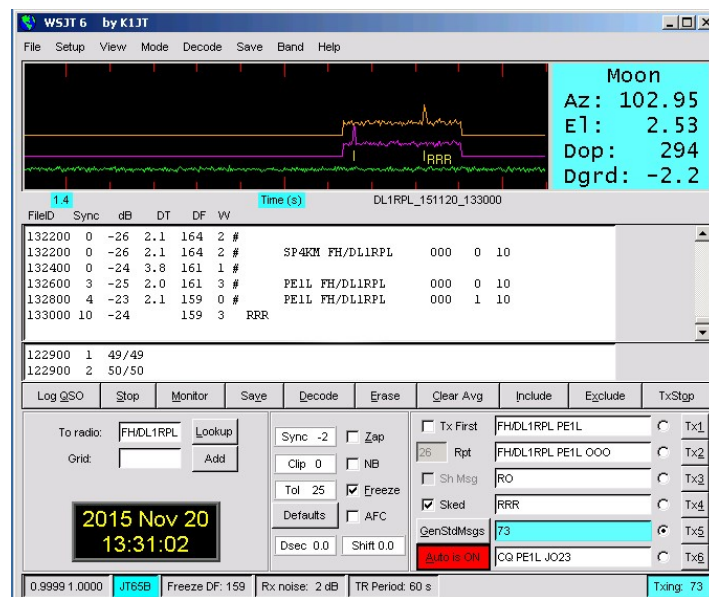 WSJT 6 by K1JT
File Setup View Mode Decode Save Band Help
Moon
Az: 102.95
El: 2.53
Dop: 294
Dgrd: -2.2
RRR
1.4 Time (s) DL1RPL_151120_133000
FileID Sync dB DT DF W
132200 0 -26 2.1 164 2 #
132200 0 -26 2.1 164 2 # SP4KM FH/DL1RPL 000 0 10
132400 0 -24 3.8 161 1 #
132600 3 -25 2.0 161 3 # PE1L FH/DL1RPL 000 0 10
132800 4 -23 2.1 159 0 # PE1L FH/DL1RPL 000 1 10
133000 10 -24 159 3 RRR
122900 1 49/49
122900 2 50/50
Log QSO Stop Monitor Save Decode Erase Clear Avg Include Exclude TxStop
To radio: FH/DL1RPL Lookup
Grid: Add
2015 Nov 20
13:31:02
Sync -2 Zap
Clip 0 NB
Tol 25 Freeze
Defaults AFC
Dsec 0.0 Shift 0.0
Tx First FH/DL1RPL PE1L Tx1
26 Rpt FH/DL1RPL PE1L OOO Tx2
Sh Msg RO Tx3
Sked RRR Tx4
GenStdMsgs 73 Tx5
Auto is ON CQ PE1L JO23 Tx6
0.9999 1.0000 JT65B Freeze DF: 159 Rx noise: 2 dB TR Period: 60 s Txing: 73